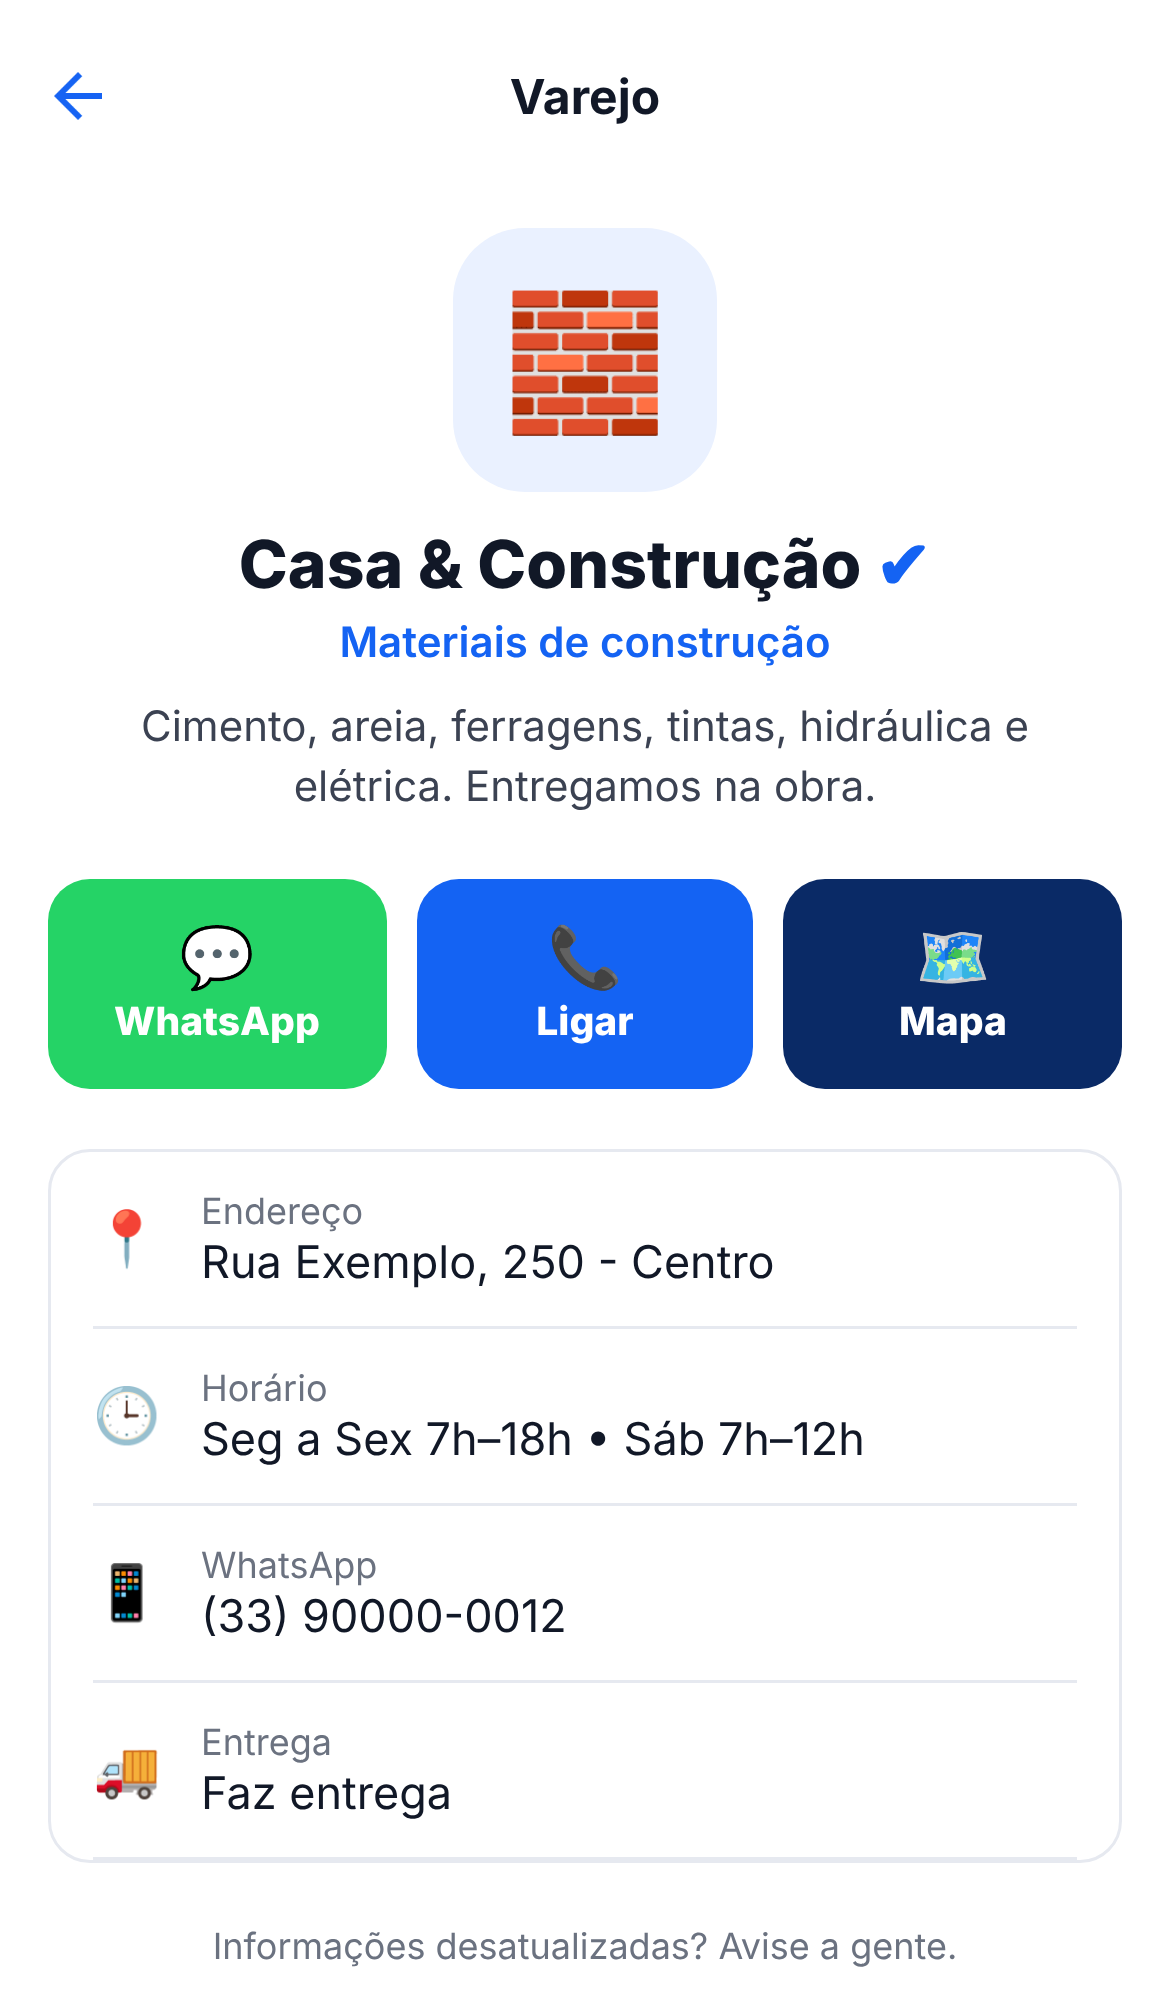 Varejo
Casa & Construção ✔
Materiais de construção
Cimento, areia, ferragens, tintas, hidráulica e
elétrica. Entregamos na obra.
WhatsApp
Ligar
Mapa
Endereço
Rua Exemplo, 250 - Centro
Horário
Seg a Sex 7h–18h • Sáb 7h–12h
WhatsApp
(33) 90000-0012
Entrega
Faz entrega
Informações desatualizadas? Avise a gente.